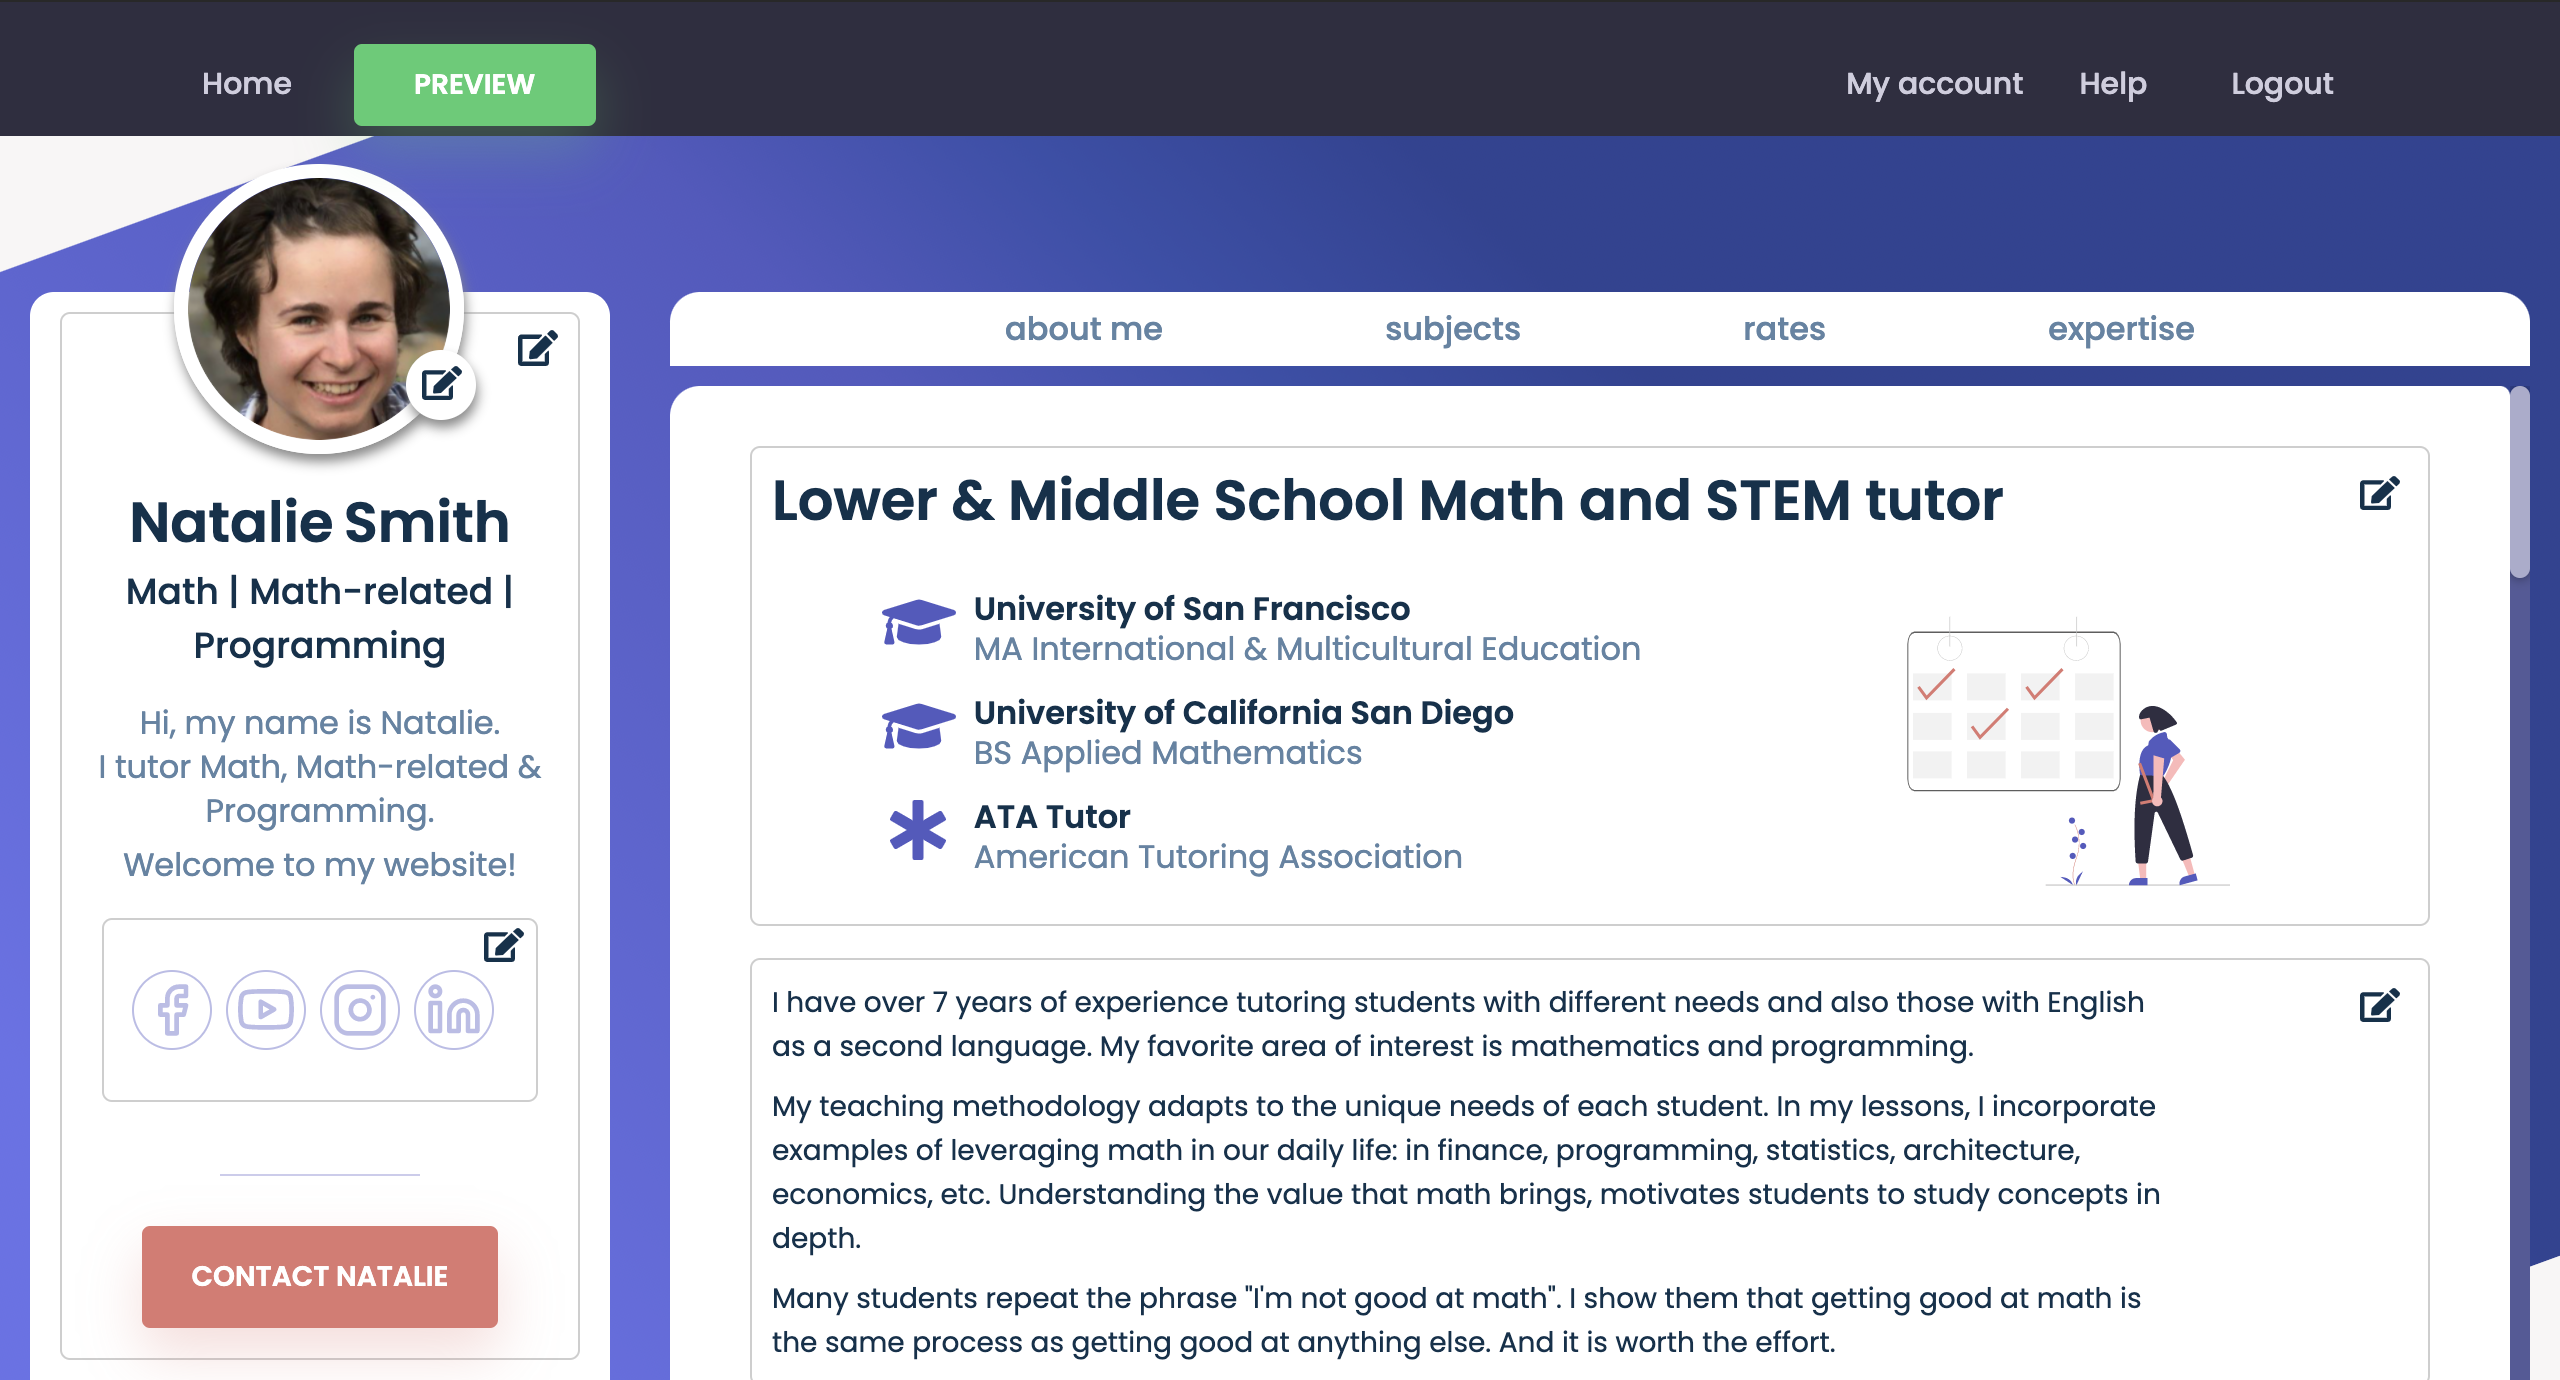 Home
PREVIEW
My account
Help
Logout
Natalie Smith
Math | Math-related |
Programming
Hi, my name is Natalie.
I tutor Math, Math-related &
Programming.
Welcome to my website!
CONTACT NATALIE
about me
subjects
rates
expertise
Lower & Middle School Math and STEM tutor
University of San Francisco
MA International & Multicultural Education
University of California San Diego
BS Applied Mathematics
ATA Tutor
American Tutoring Association
I have over 7 years of experience tutoring students with different needs and also those with English
as a second language. My favorite area of interest is mathematics and programming.
My teaching methodology adapts to the unique needs of each student. In my lessons, I incorporate
examples of leveraging math in our daily life: in finance, programming, statistics, architecture,
economics, etc. Understanding the value that math brings, motivates students to study concepts in
depth.
Many students repeat the phrase "I'm not good at math". I show them that getting good at math is
the same process as getting good at anything else. And it is worth the effort.